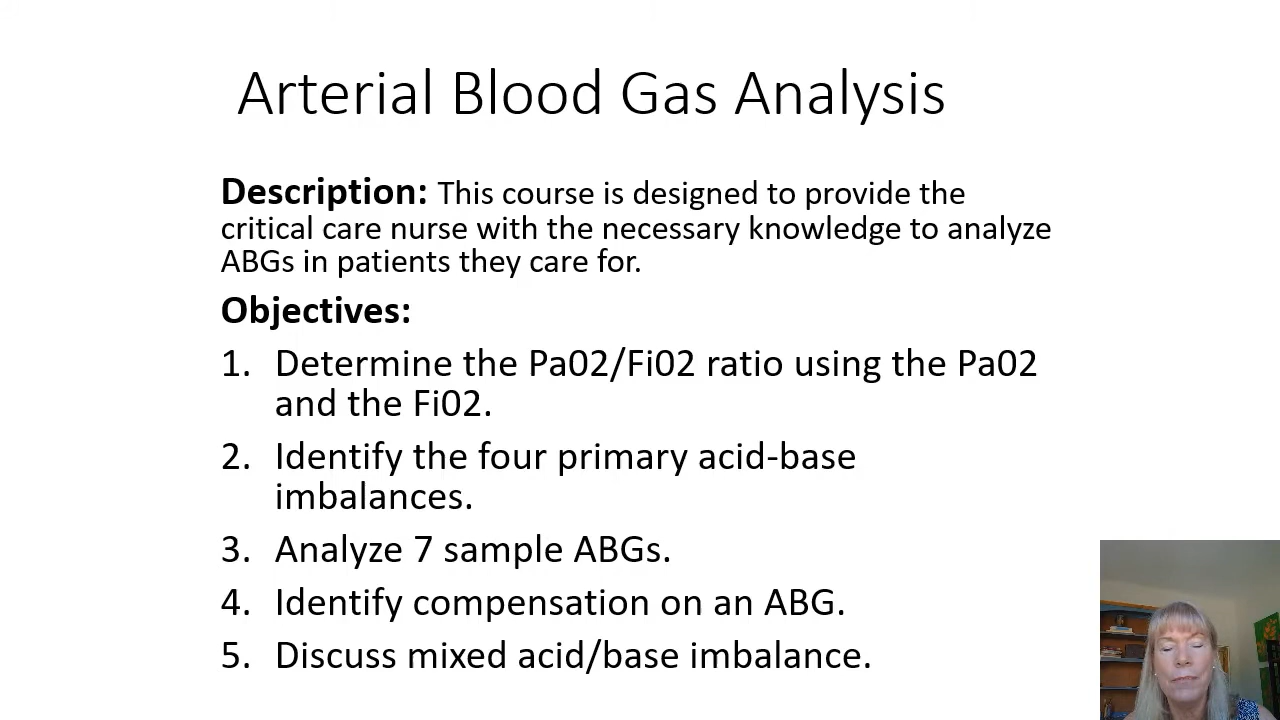 Arterial Blood Gas Analysis
Description: This course is designed to provide the
critical care nurse with the necessary knowledge to analyze
ABGs in patients they care for.
Objectives:
1. Determine the Pa02/Fi02 ratio using the Pa02
and the Fi02.
2. Identify the four primary acid-base
imbalances.
3. Analyze 7 sample ABGs.
4. Identify compensation on an ABG.
5. Discuss mixed acid/base imbalance.